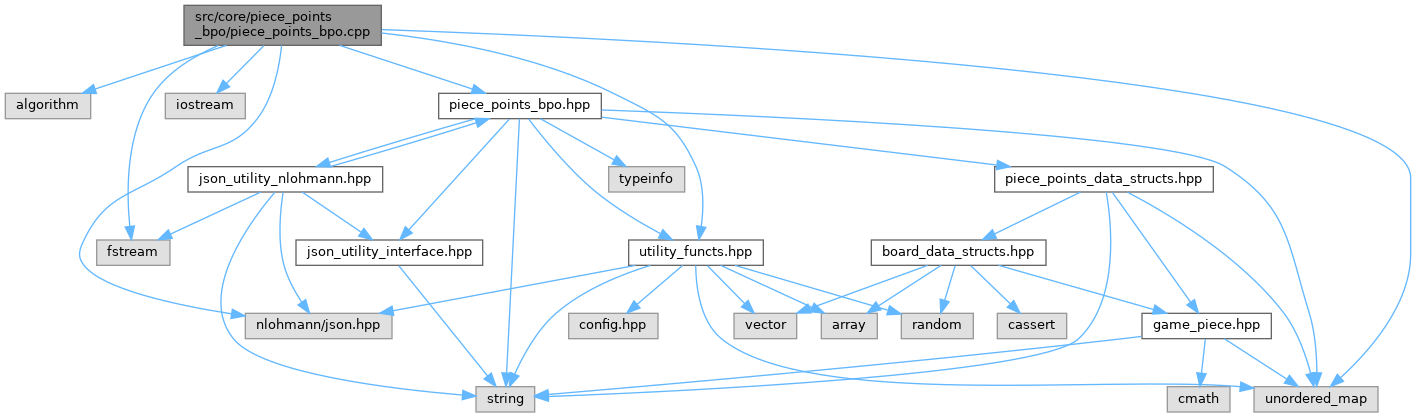 src/core/piece_points
_bpo/piece_points_bpo.cpp
algorithm
iostream
piece_points_bpo.hpp
json_utility_nlohmann.hpp
typeinfo
piece_points_data_structs.hpp
fstream
json_utility_interface.hpp
utility_functs.hpp
board_data_structs.hpp
nlohmann/json.hpp
config.hpp
vector
array
random
cassert
game_piece.hpp
string
cmath
unordered_map